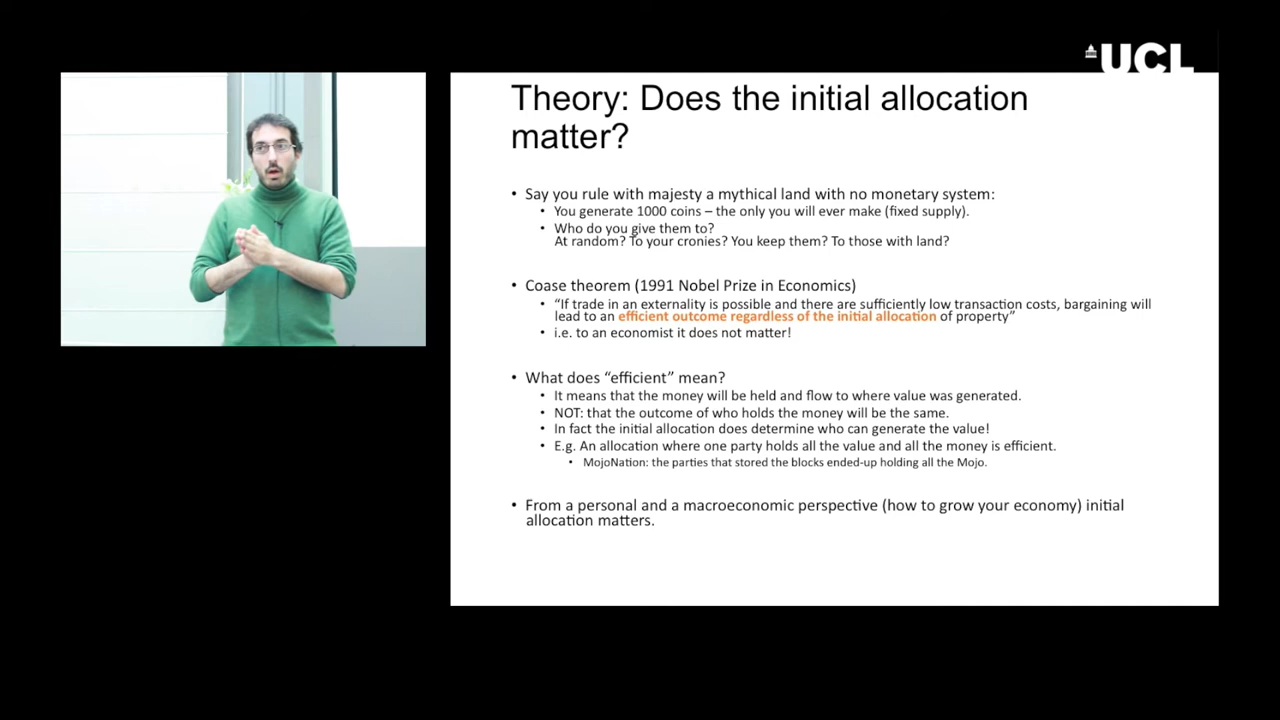 UCL
Theory: Does the initial allocation
matter?
• Say you rule with majesty a mythical land with no monetary system:
• You generate 1000 coins – the only you will ever make (fixed supply).
• Who do you give them to?
At random? To your cronies? You keep them? To those with land?
• Coase theorem (1991 Nobel Prize in Economics)
• “If trade in an externality is possible and there are sufficiently low transaction costs, bargaining will
lead to an efficient outcome regardless of the initial allocation of property”
• i.e. to an economist it does not matter!
• What does “efficient” mean?
• It means that the money will be held and flow to where value was generated.
• NOT: that the outcome of who holds the money will be the same.
• In fact the initial allocation does determine who can generate the value!
• E.g. An allocation where one party holds all the value and all the money is efficient.
• MojoNation: the parties that stored the blocks ended-up holding all the Mojo.
• From a personal and a macroeconomic perspective (how to grow your economy) initial
allocation matters.